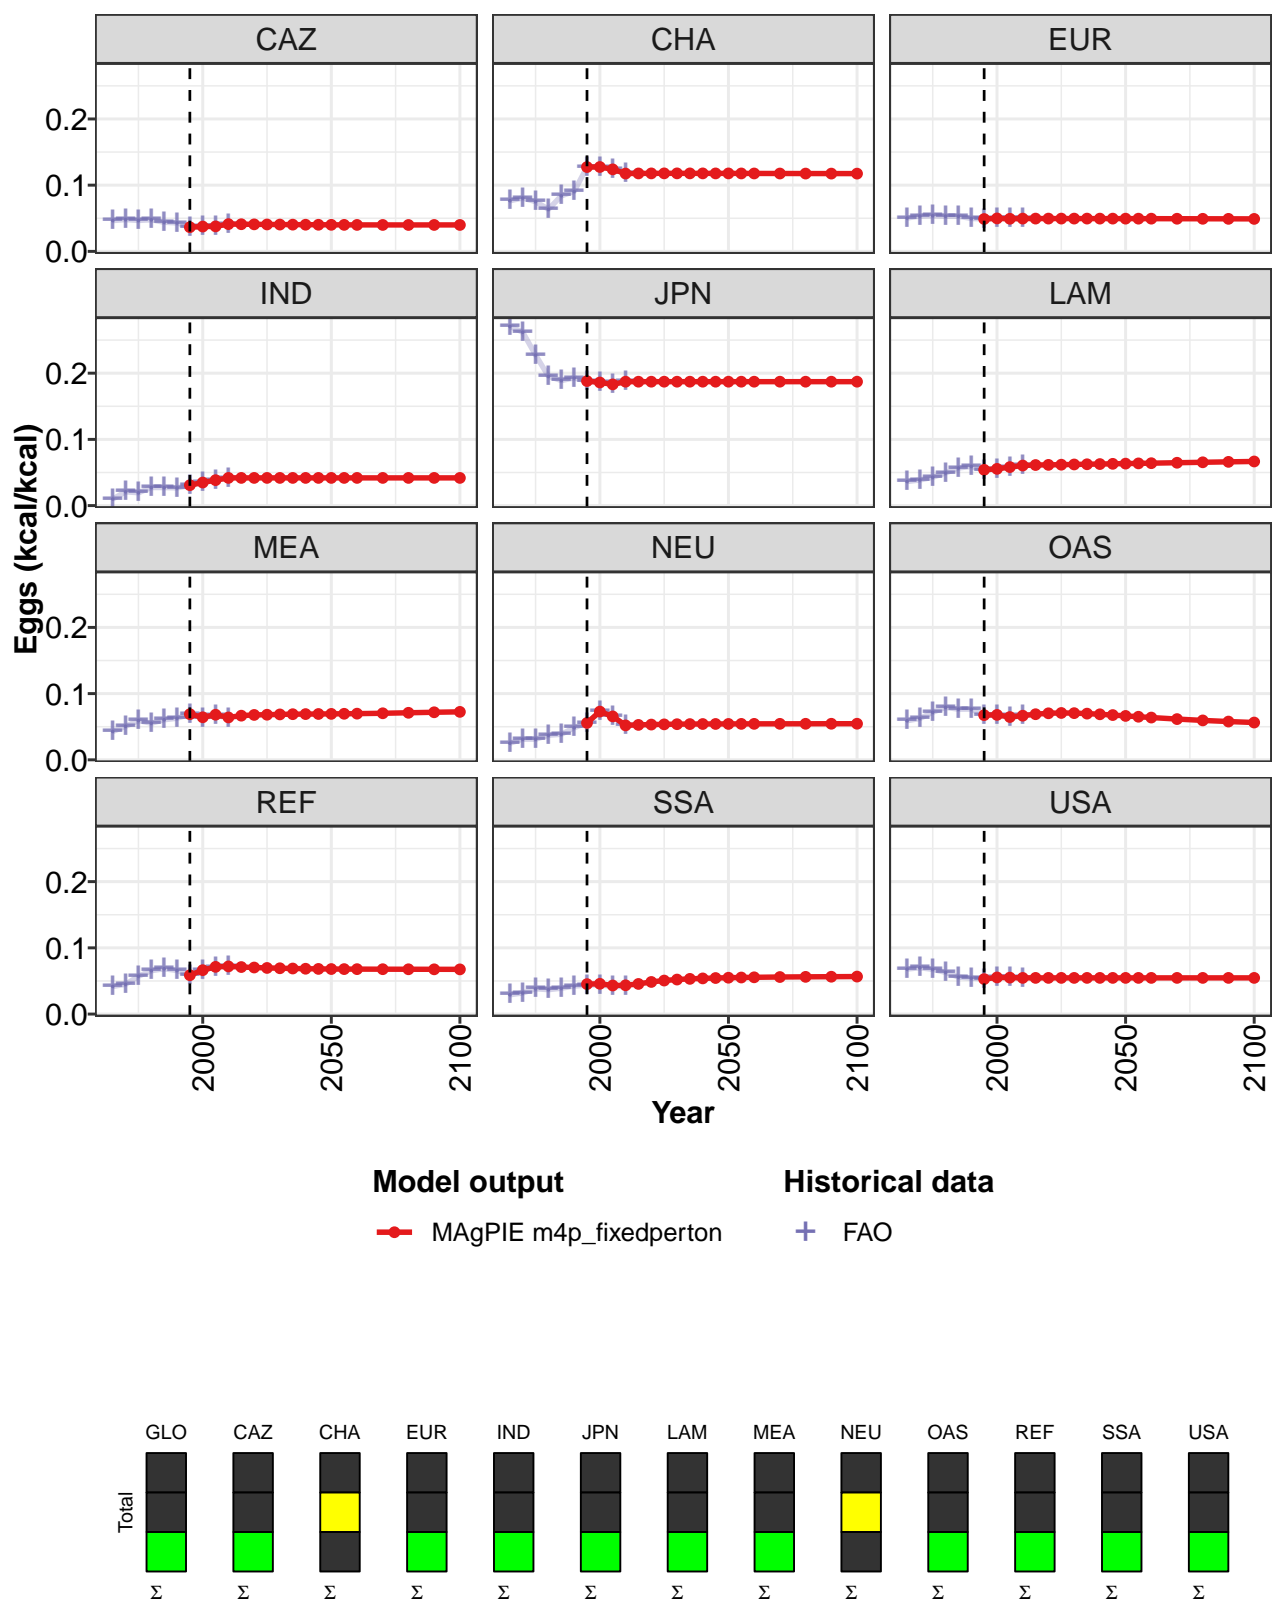 CAZ CHA EUR
0.2
0.1
0.0
IND JPN LAM
0.2
0.1
0.0
Eggs (kcal/kcal)
MEA NEU OAS
0.2
0.1
0.0
REF SSA USA
0.2
0.1
0.0
2000 2050 2100 2000 2050 2100 2000 2050 2100
Year
Model output Historical data
MAgPIE m4p_fixedperton FAO
GLO CAZ CHA EUR IND JPN LAM MEA NEU OAS REF SSA USA
Total
Σ Σ Σ Σ Σ Σ Σ Σ Σ Σ Σ Σ Σ